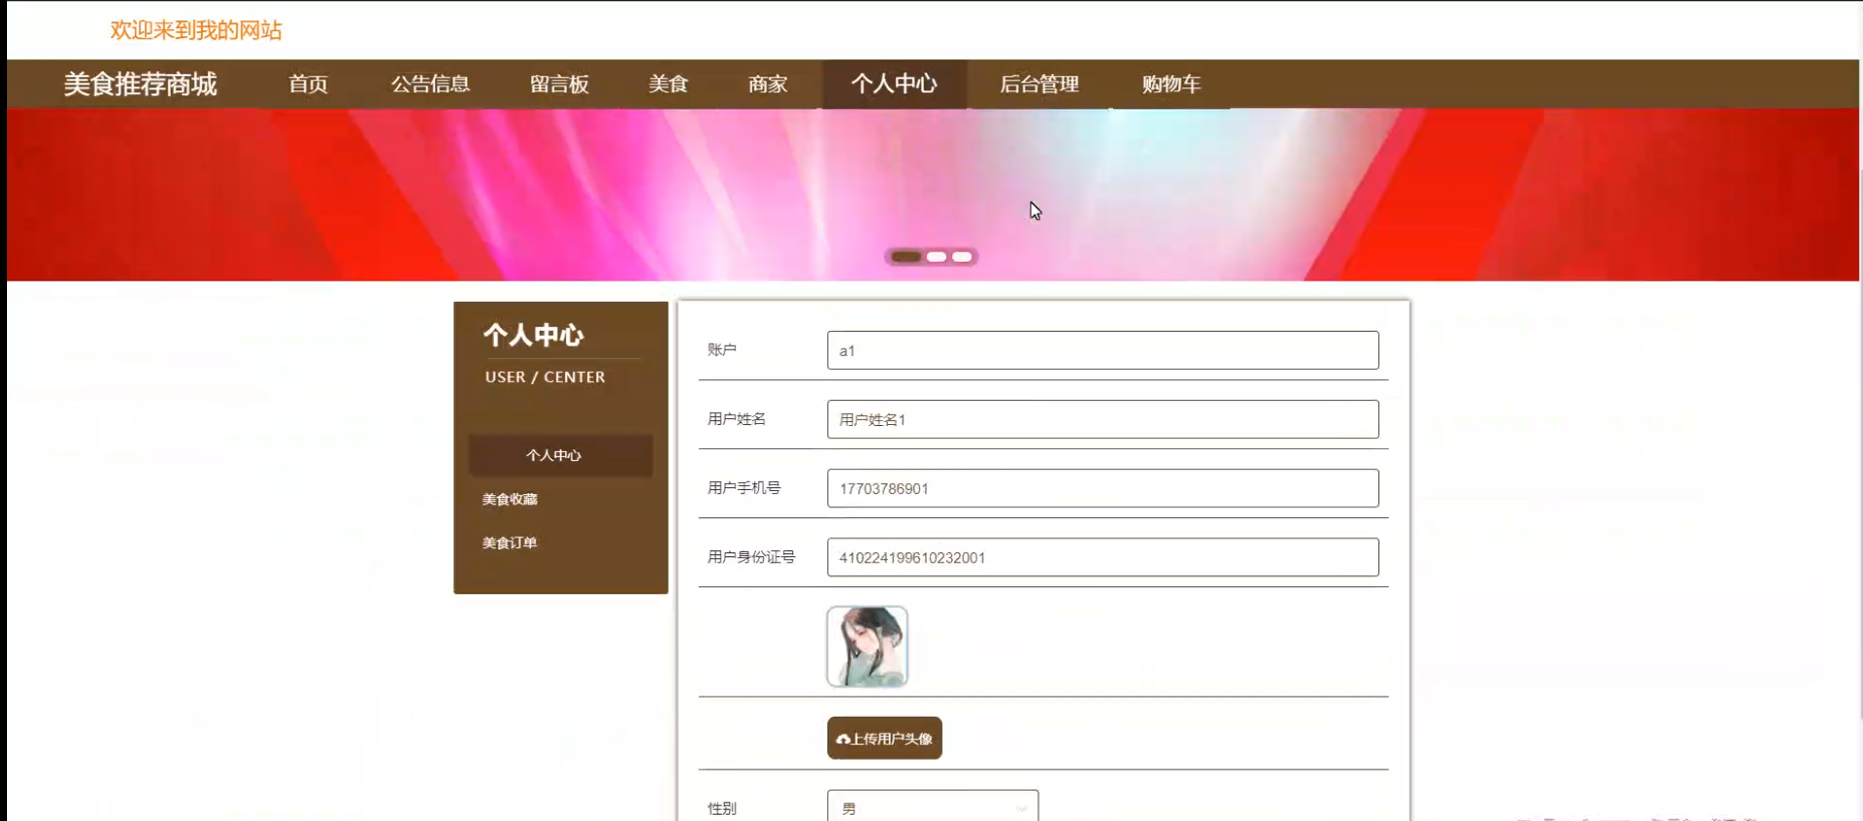 欢迎来到我的网站
美食推荐商城 首页 公告信息 留言板 美食 商家 个人中心 后台管理 购物车
个人中心
USER / CENTER
个人中心
美食收藏
美食订单
账户 a1
用户姓名 用户姓名1
用户手机号 17703786901
用户身份证号 410224199610232001
上传用户头像
性别 男